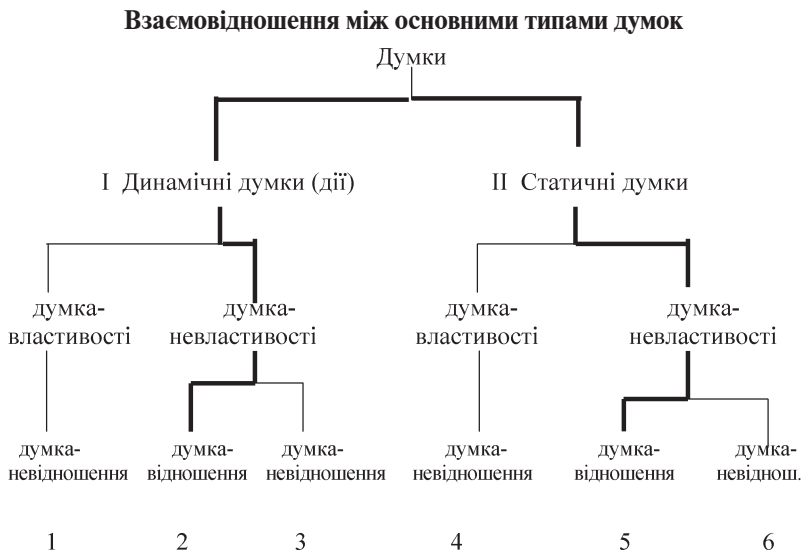 Взаємовідношення між основними типами думок
Думки
I Динамічні думки (дії) II Статичні думки
думка- думка- думка- думка-
властивості невластивості властивості невластивості
думка- думка- думка- думка- думка- думка-
невідношення відношення невідношення невідношення відношення невіднош.
1 2 3 4 5 6